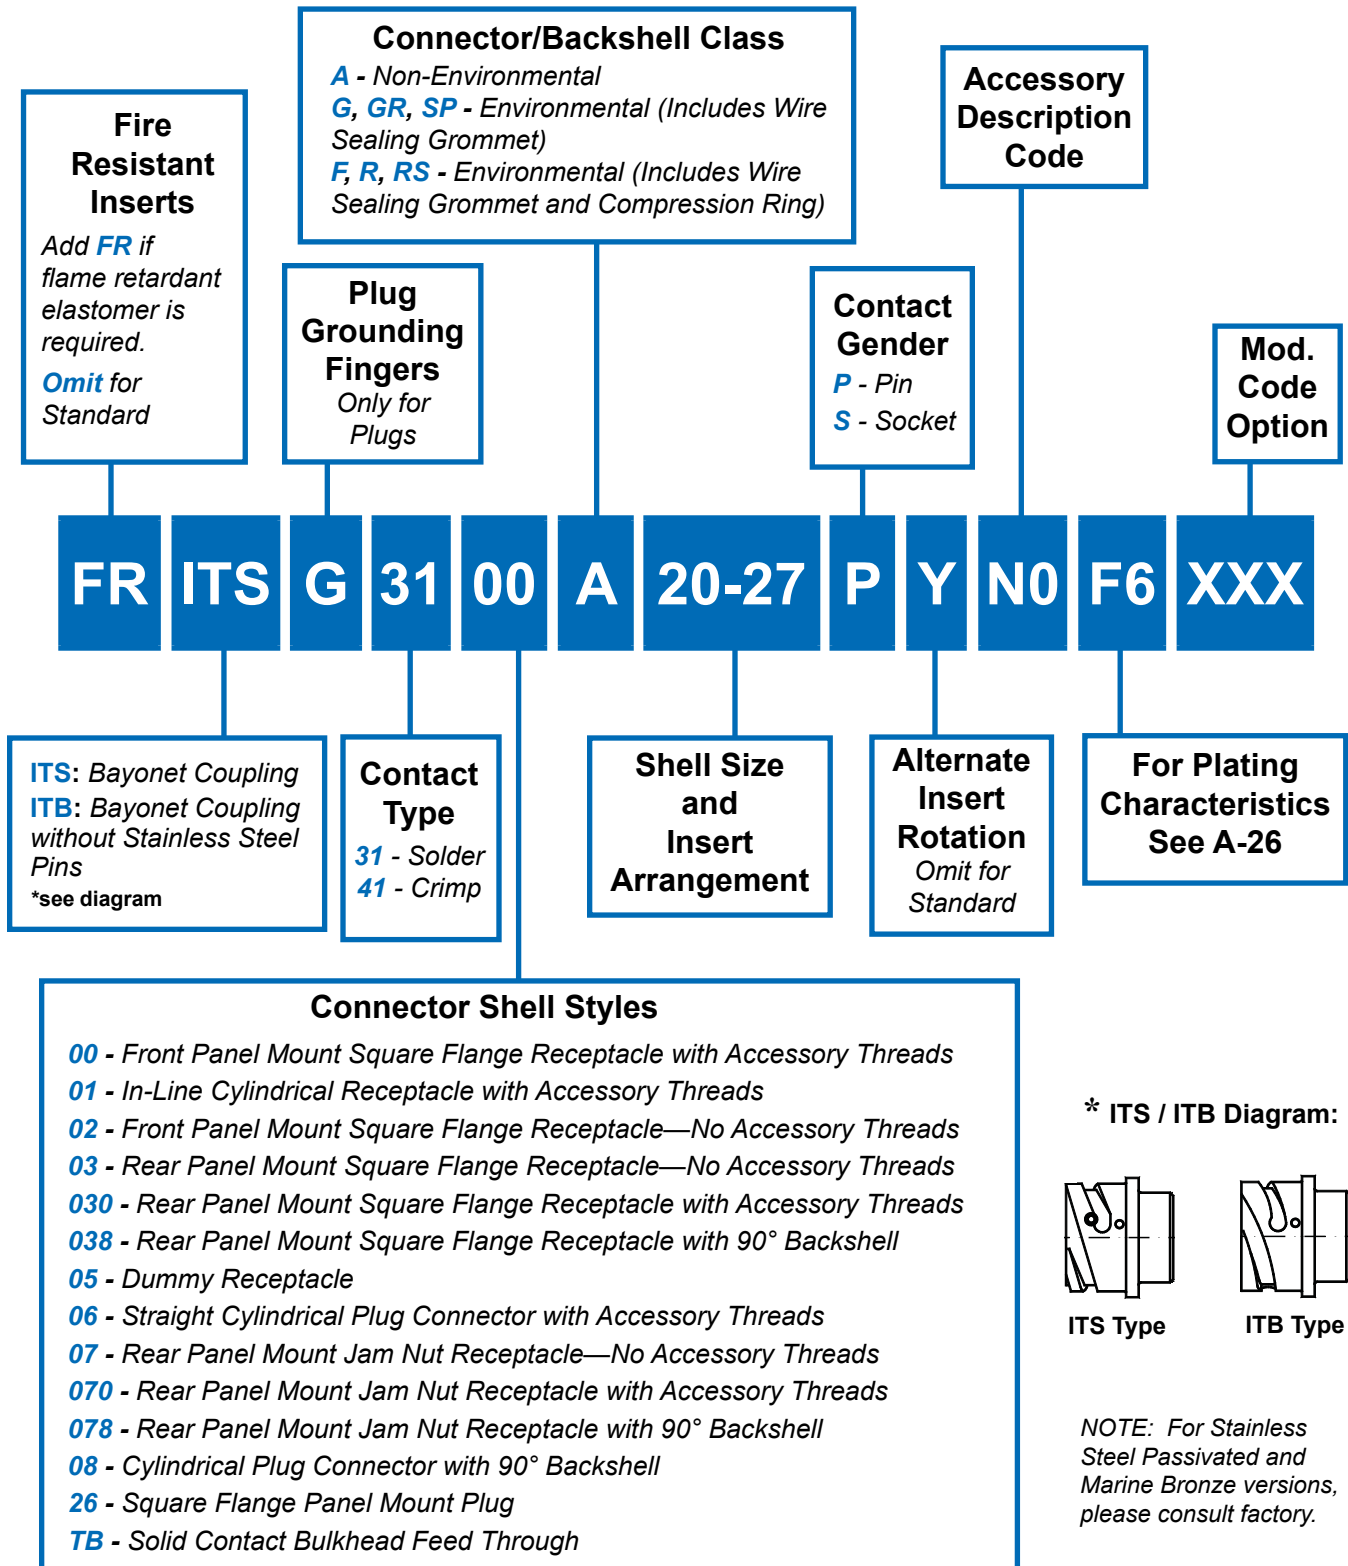 Connector/Backshell Class
A - Non-Environmental
G, GR, SP - Environmental (Includes Wire
Sealing Grommet)
F, R, RS - Environmental (Includes Wire
Sealing Grommet and Compression Ring)
Accessory
Description
Code
Fire
Resistant
Inserts
Add FR if
flame retardant
elastomer is
required.
Omit for
Standard
Plug
Grounding
Fingers
Only for
Plugs
Contact
Gender
P - Pin
S - Socket
Mod.
Code
Option
FR ITS G 31 00 A 20-27 P Y N0 F6 XXX
ITS: Bayonet Coupling
ITB: Bayonet Coupling
without Stainless Steel
Pins
*see diagram
Contact
Type
31 - Solder
41 - Crimp
Shell Size
and
Insert
Arrangement
Alternate
Insert
Rotation
Omit for
Standard
For Plating
Characteristics
See A-26
Connector Shell Styles
00 - Front Panel Mount Square Flange Receptacle with Accessory Threads
01 - In-Line Cylindrical Receptacle with Accessory Threads
02 - Front Panel Mount Square Flange Receptacle—No Accessory Threads
03 - Rear Panel Mount Square Flange Receptacle—No Accessory Threads
030 - Rear Panel Mount Square Flange Receptacle with Accessory Threads
038 - Rear Panel Mount Square Flange Receptacle with 90° Backshell
05 - Dummy Receptacle
06 - Straight Cylindrical Plug Connector with Accessory Threads
07 - Rear Panel Mount Jam Nut Receptacle—No Accessory Threads
070 - Rear Panel Mount Jam Nut Receptacle with Accessory Threads
078 - Rear Panel Mount Jam Nut Receptacle with 90° Backshell
08 - Cylindrical Plug Connector with 90° Backshell
26 - Square Flange Panel Mount Plug
TB - Solid Contact Bulkhead Feed Through
* ITS / ITB Diagram:
ITS Type
ITB Type
NOTE: For Stainless
Steel Passivated and
Marine Bronze versions,
please consult factory.